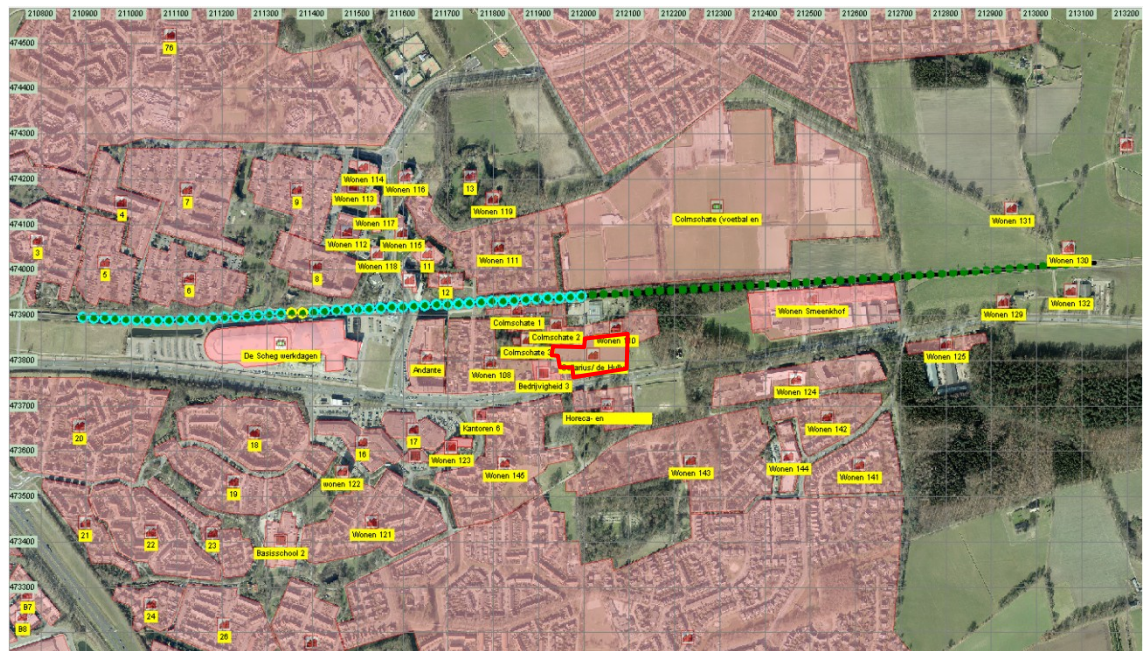 210800 210900 211000 211100 211200 211300 211400 211500 211600 211700 211800 211900 212000 212100 212200 212300 212400 212500 212600 212700 212800 212900 213000 213100 213200
474500
76
474400
474300
474200
Wonen 114
Wonen 116
13
4
7
9
Wonen 113
Wonen 119
Wonen 131
474100
Wonen 117
Colmschate (voetbal en
3
Wonen 112
Wonen 115
Wonen 111
Wonen 130
474000
5
6
8
Wonen 118
11
12
Wonen 132
473900
Colmschate 1
Wonen Smeenkhof
Wonen 129
Colmschate 2
De Scheg werkdagen
Colmschate 3
Wonen 125
473800
Andante
Wonen 108
Bedrijvigheid 3
Wonen 124
473700
Kantoren 6
Horeca- en
Wonen 142
20
18
17
473600
16
Wonen 123
Wonen 145
Wonen 143
Wonen 144
Wonen 141
19
wonen 122
473500
21
22
23
Wonen 121
473400
Basisschool 2
473300
97
24
98
26